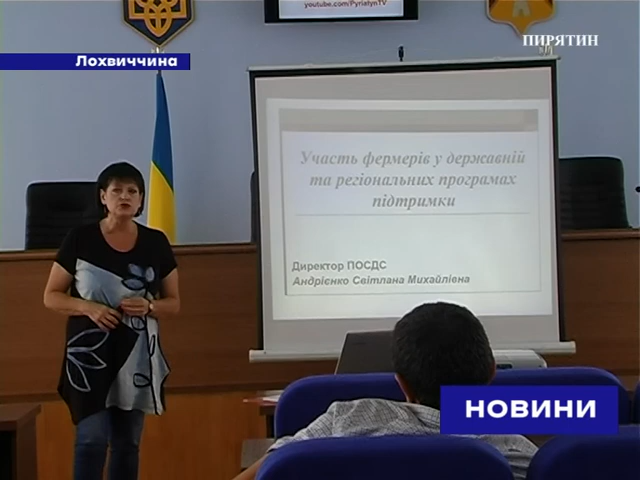 youtube.com/PyriatynTV
ПИРЯТИН
Лохвиччина
Участь фермерів у державній
та регіональних програмах
підтримки
Директор ПОСДС
Андрієнко Світлана Михайлівна
НОВИНИ